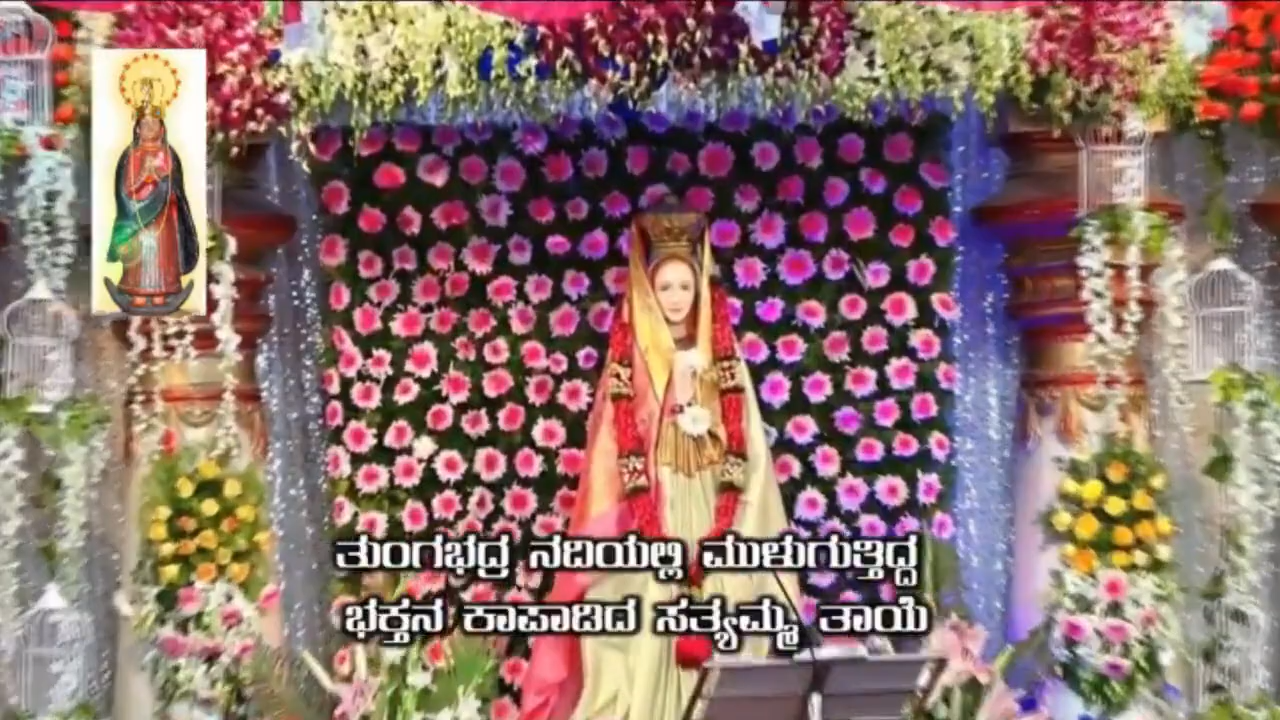 ತುಂಗಭದ್ರ ನದಿಯಲ್ಲಿ ಮುಳುಗುತ್ತಿದ್ದ
ಭಕ್ತನ ಕಾಪಾಡಿದ ಸತ್ಯಮ್ಮ ತಾಯೆ